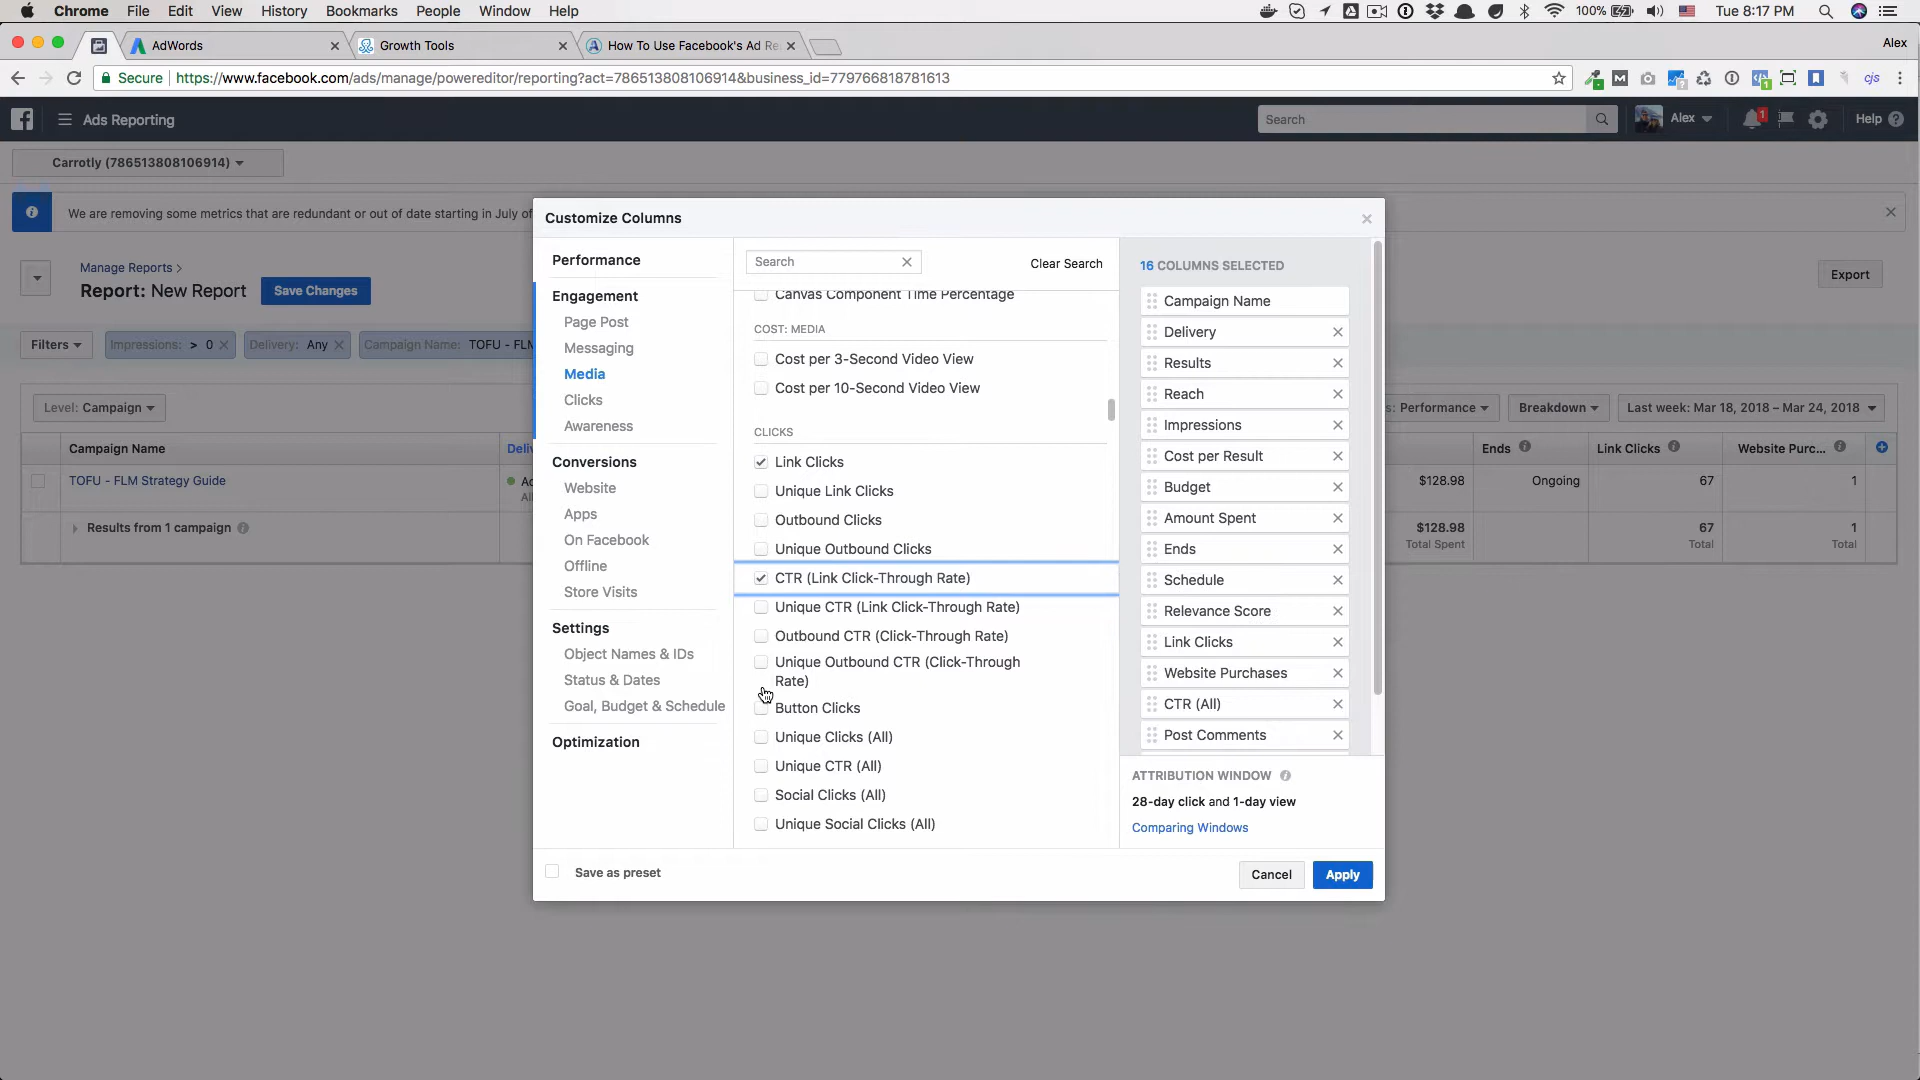 Chrome File Edit View History Bookmarks People Window Help 100% Tue 8:17 PM
AdWords Growth Tools How To Use Facebook's Ad Re Alex
Secure https://www.facebook.com/ads/manage/powereditor/reporting?act=786513808106914&business_id=779766818781613 cjs
Ads Reporting Search Alex 1 Help
Carrotly (786513808106914)
We are removing some metrics that are redundant or out of date starting in July of
Manage Reports >
Report: New Report Save Changes Export
Filters Impressions: > 0 Delivery: Any Campaign Name: TOFU - FLM
Level: Campaign s: Performance Breakdown Last week: Mar 18, 2018 – Mar 24, 2018
Campaign Name Deliv Ends Link Clicks Website Purc...
TOFU - FLM Strategy Guide $128.98 Ongoing 67 1
Results from 1 campaign $128.98 67 1
Total Spent Total Total
Customize Columns
Performance
Engagement
Page Post
Messaging
Media
Clicks
Awareness
Conversions
Website
Apps
On Facebook
Offline
Store Visits
Settings
Object Names & IDs
Status & Dates
Goal, Budget & Schedule
Optimization
Search Clear Search
Canvas Component Time Percentage
COST: MEDIA
Cost per 3-Second Video View
Cost per 10-Second Video View
CLICKS
Link Clicks
Unique Link Clicks
Outbound Clicks
Unique Outbound Clicks
CTR (Link Click-Through Rate)
Unique CTR (Link Click-Through Rate)
Outbound CTR (Click-Through Rate)
Unique Outbound CTR (Click-Through
Rate)
Button Clicks
Unique Clicks (All)
Unique CTR (All)
Social Clicks (All)
Unique Social Clicks (All)
16 COLUMNS SELECTED
Campaign Name
Delivery
Results
Reach
Impressions
Cost per Result
Budget
Amount Spent
Ends
Schedule
Relevance Score
Link Clicks
Website Purchases
CTR (All)
Post Comments
ATTRIBUTION WINDOW
28-day click and 1-day view
Comparing Windows
Save as preset Cancel Apply